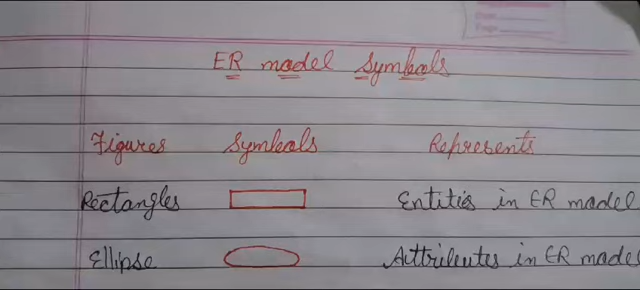 ER model Symbols
Figures Symbols Represents
Rectangles Entities in ER model
Ellipse Attributes in ER model